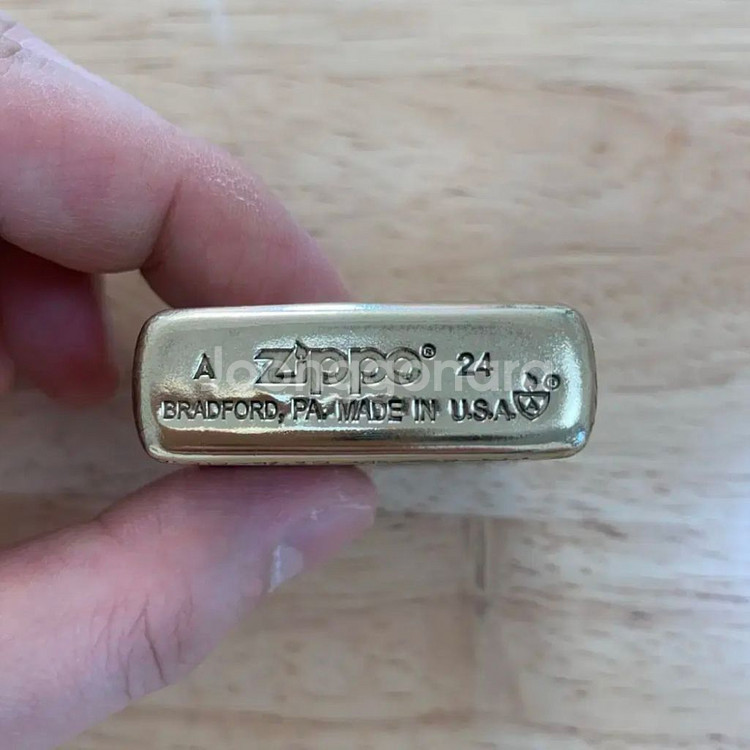 A zippo® 24
BRADFORD, PA. MADE IN U.S.A.